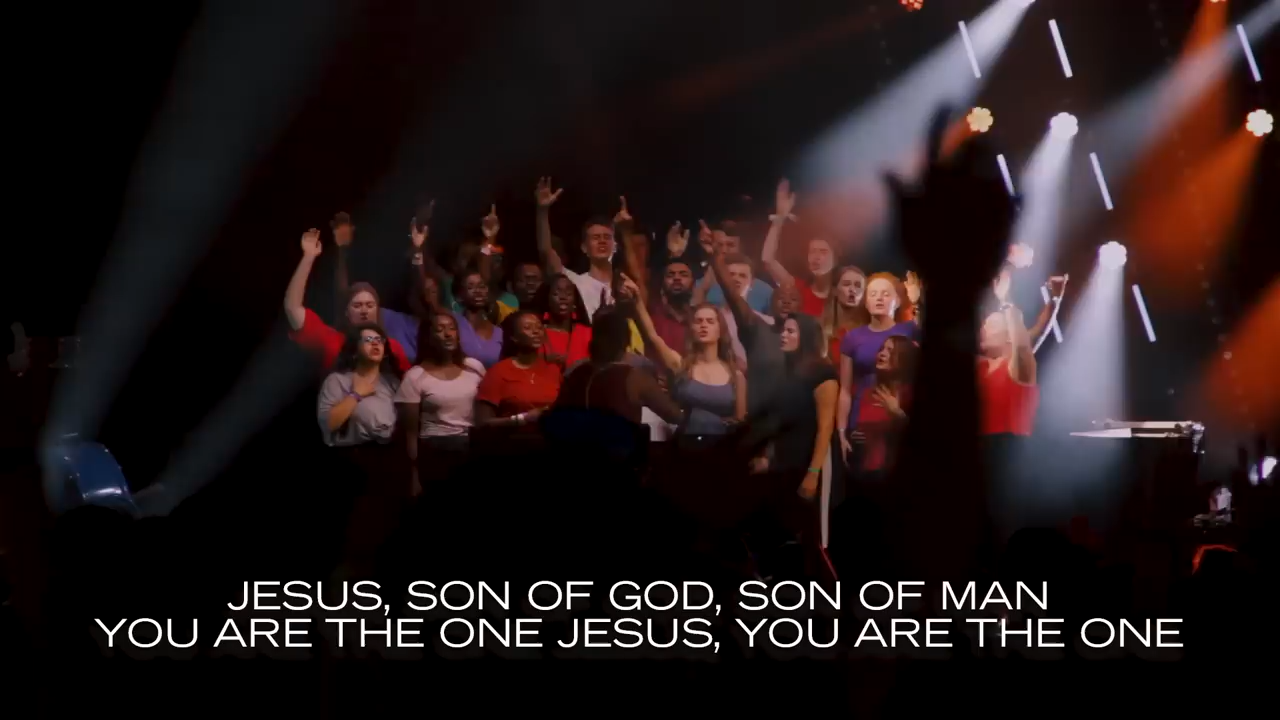 JESUS, SON OF GOD, SON OF MAN
YOU ARE THE ONE JESUS, YOU ARE THE ONE